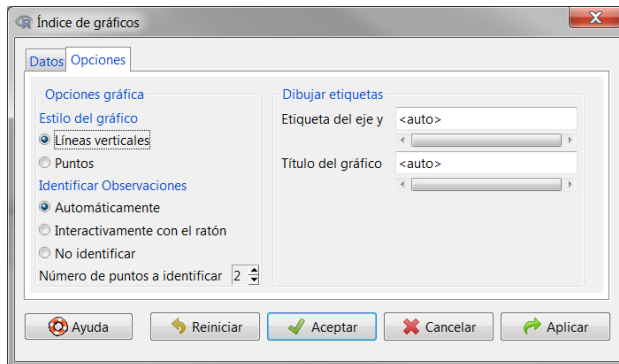 Índice de gráficos
Datos
Opciones
Opciones gráfica
Estilo del gráfico
Líneas verticales
Puntos
Identificar Observaciones
Automáticamente
Interactivamente con el ratón
No identificar
Número de puntos a identificar 2
Dibujar etiquetas
Etiqueta del eje y <auto>
Título del gráfico <auto>
Ayuda
Reiniciar
Aceptar
Cancelar
Aplicar